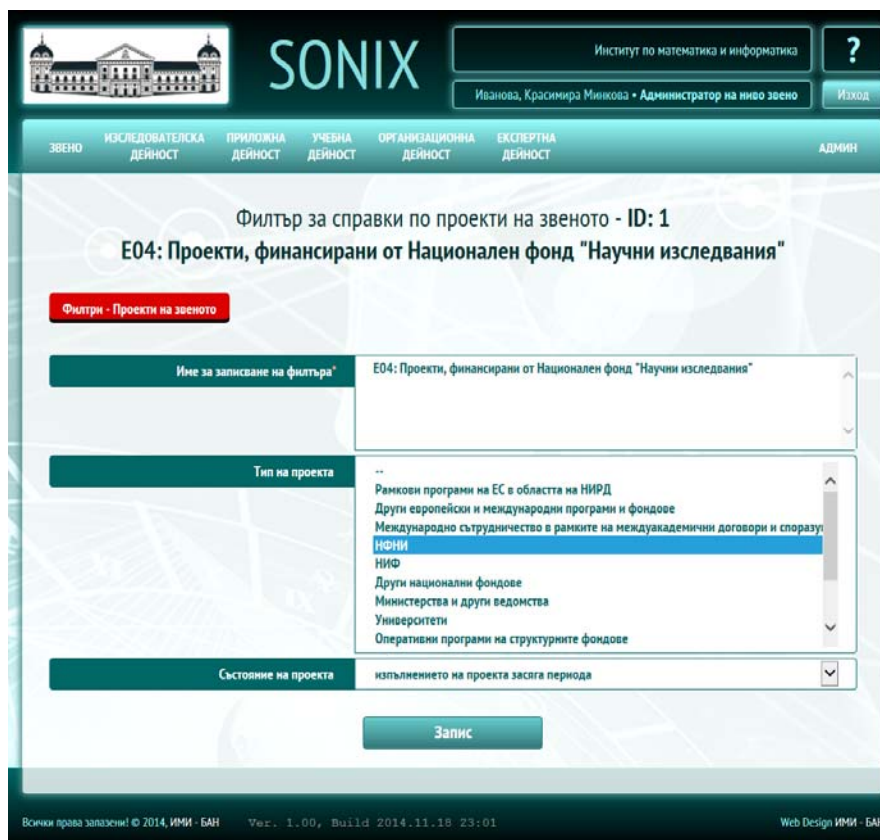 SONIX
Институт по математика и информатика
?
Иванова, Красимира Минкова • Администратор на ниво звено
Изход
ЗВЕНО
ИЗСЛЕДОВАТЕЛСКА
ДЕЙНОСТ
ПРИЛОЖНА
ДЕЙНОСТ
УЧЕБНА
ДЕЙНОСТ
ОРГАНИЗАЦИОННА
ДЕЙНОСТ
ЕКСПЕРТНА
ДЕЙНОСТ
АДМИН
Филтър за справки по проекти на звеното - ID: 1
E04: Проекти, финансирани от Национален фонд "Научни изследвания"
Филтри - Проекти на звеното
Име за записване на филтъра*
E04: Проекти, финансирани от Национален фонд "Научни изследвания"
Тип на проекта
--
Рамкови програми на ЕС в областта на НИРД
Други европейски и международни програми и фондове
Международно сътрудничество в рамките на междуакадемични договори и споразу
НФНИ
НИФ
Други национални фондове
Министерства и други ведомства
Университети
Оперативни програми на структурните фондове
Състояние на проекта
изпълнението на проекта засяга периода
Запис
Всички права запазени! © 2014, ИМИ - БАН
Ver. 1.00, Build 2014.11.18 23:01
Web Design ИМИ - БАН